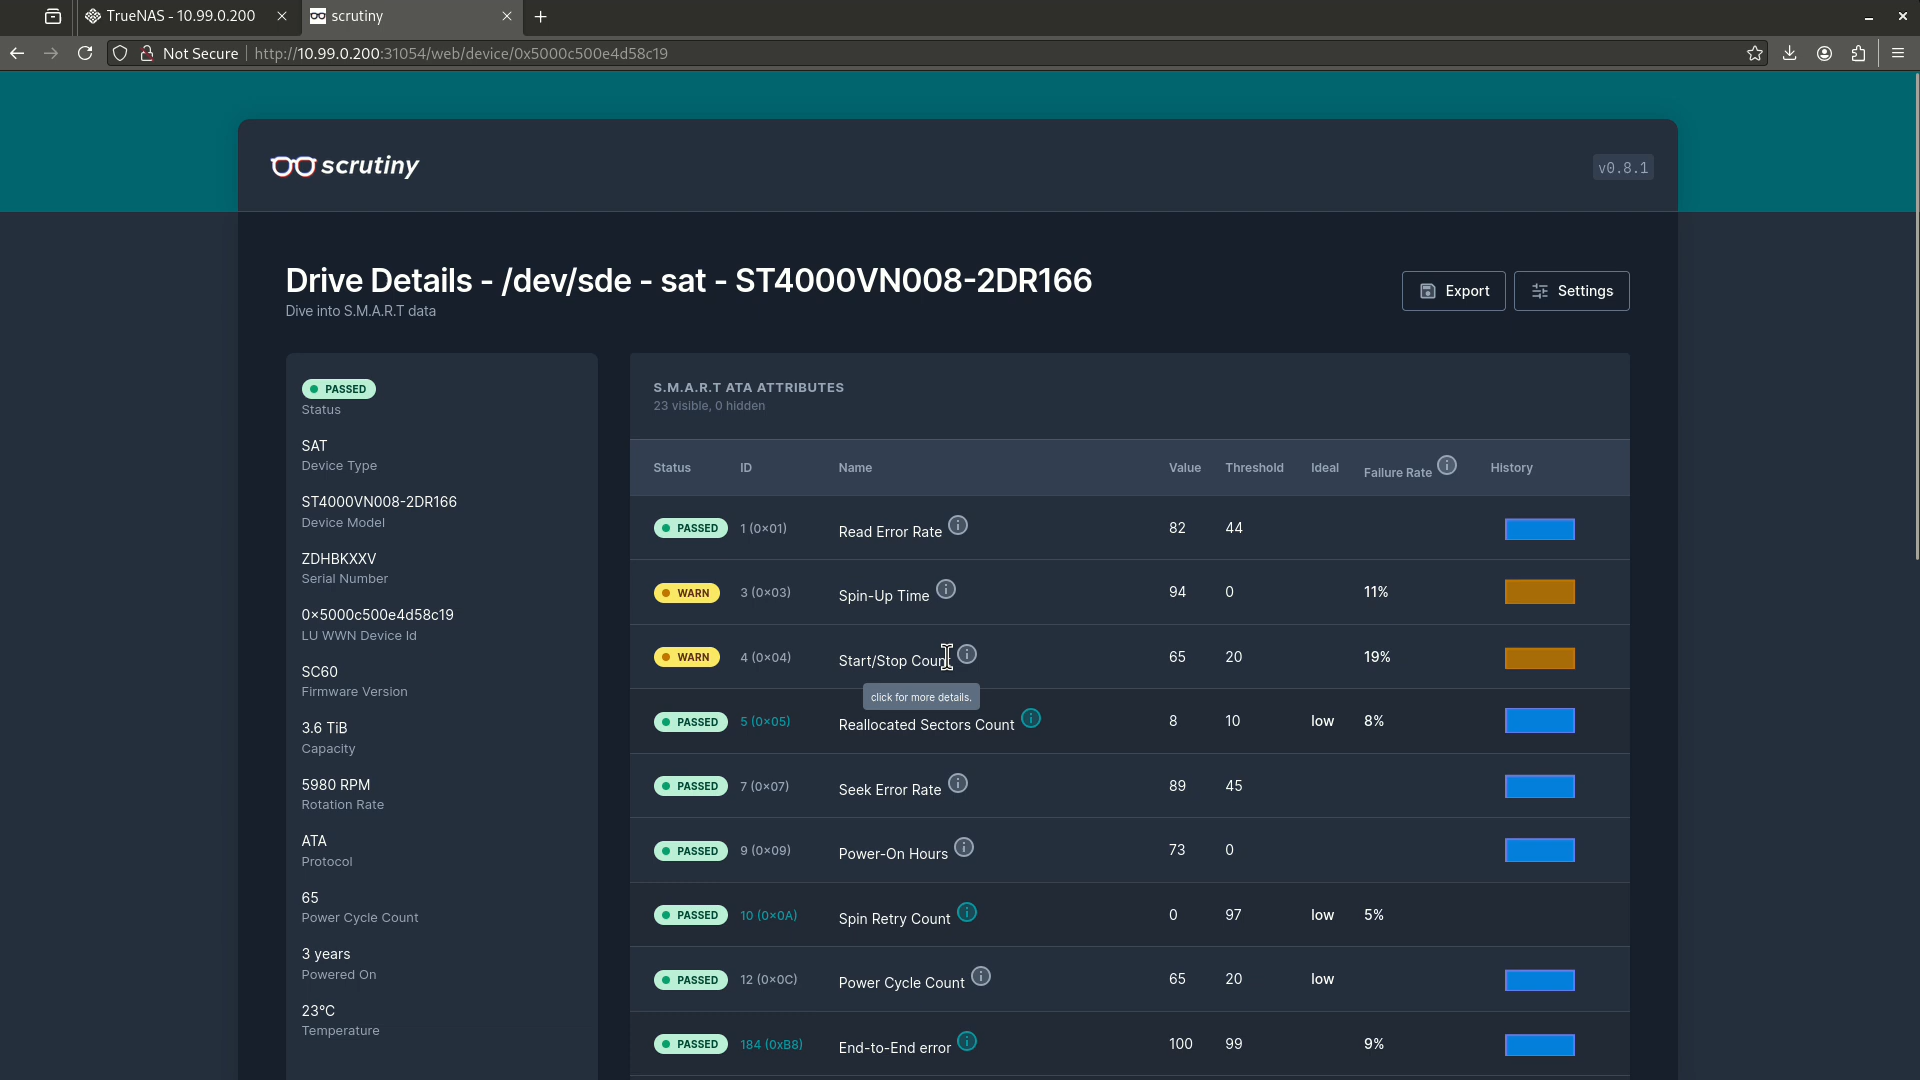 TrueNAS - 10.99.0.200
scrutiny
Not Secure
http://10.99.0.200:31054/web/device/0x5000c500e4d58c19
scrutiny
v0.8.1
Drive Details - /dev/sde - sat - ST4000VN008-2DR166
Dive into S.M.A.R.T data
Export
Settings
PASSED
Status
SAT
Device Type
ST4000VN008-2DR166
Device Model
ZDHBKXXV
Serial Number
0x5000c500e4d58c19
LU WWN Device Id
SC60
Firmware Version
3.6 TiB
Capacity
5980 RPM
Rotation Rate
ATA
Protocol
65
Power Cycle Count
3 years
Powered On
23°C
Temperature
S.M.A.R.T ATA ATTRIBUTES
23 visible, 0 hidden
Status ID Name Value Threshold Ideal Failure Rate History
PASSED 1 (0x01) Read Error Rate 82 44
WARN 3 (0x03) Spin-Up Time 94 0 11%
WARN 4 (0x04) Start/Stop Count 65 20 19%
click for more details.
PASSED 5 (0x05) Reallocated Sectors Count 8 10 low 8%
PASSED 7 (0x07) Seek Error Rate 89 45
PASSED 9 (0x09) Power-On Hours 73 0
PASSED 10 (0x0A) Spin Retry Count 0 97 low 5%
PASSED 12 (0x0C) Power Cycle Count 65 20 low
PASSED 184 (0xB8) End-to-End error 100 99 9%